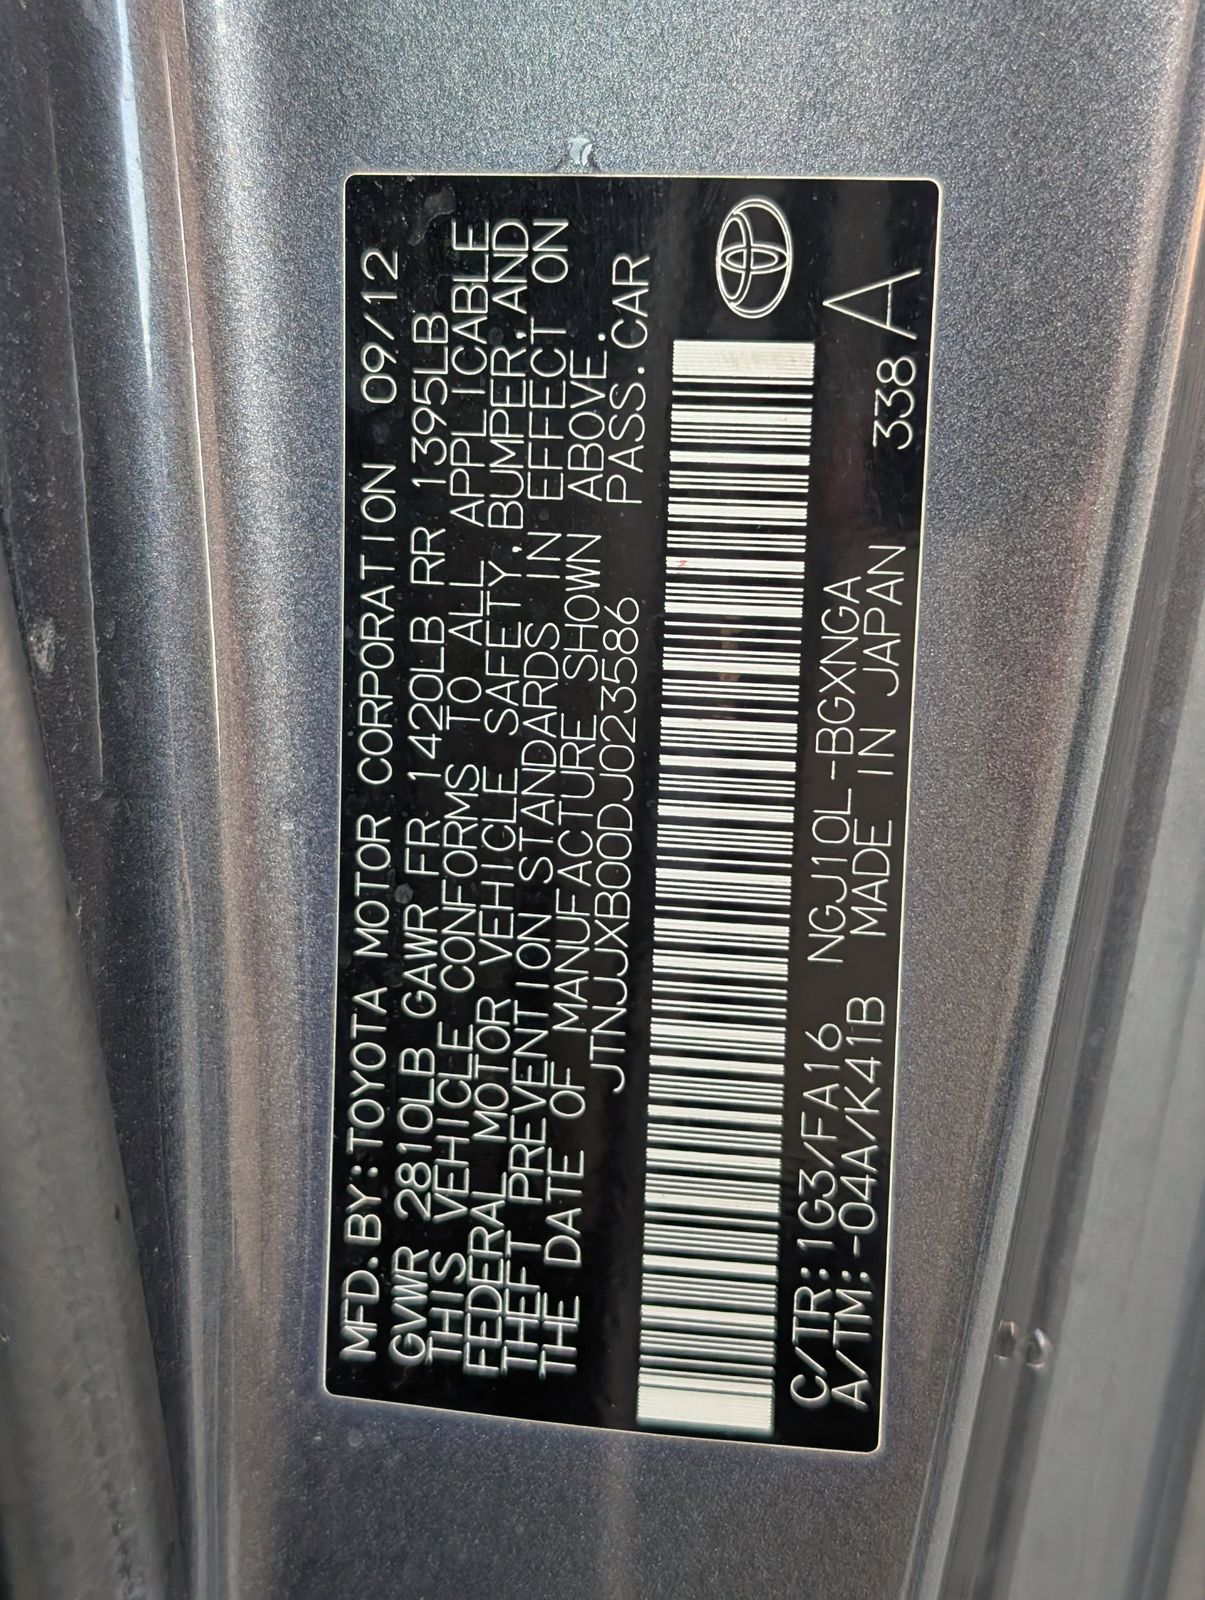 MFD.BY:TOYOTA MOTOR CORPORATION 09/12
GVWR 2810LB GAWR FR 1420LB RR 1395LB
THIS VEHICLE CONFORMS TO ALL APPLICABLE
FEDERAL MOTOR VEHICLE SAFETY,BUMPER,AND
THEFT PREVENTION STANDARDS IN EFFECT ON
THE DATE OF MANUFACTURE SHOWN ABOVE.
JTNJJXB00DJ023586 PASS.CAR
C/TR:1G3/FA16 NGJ10L-BGXNGA 338 A
A/TM:-04A/K41B MADE IN JAPAN